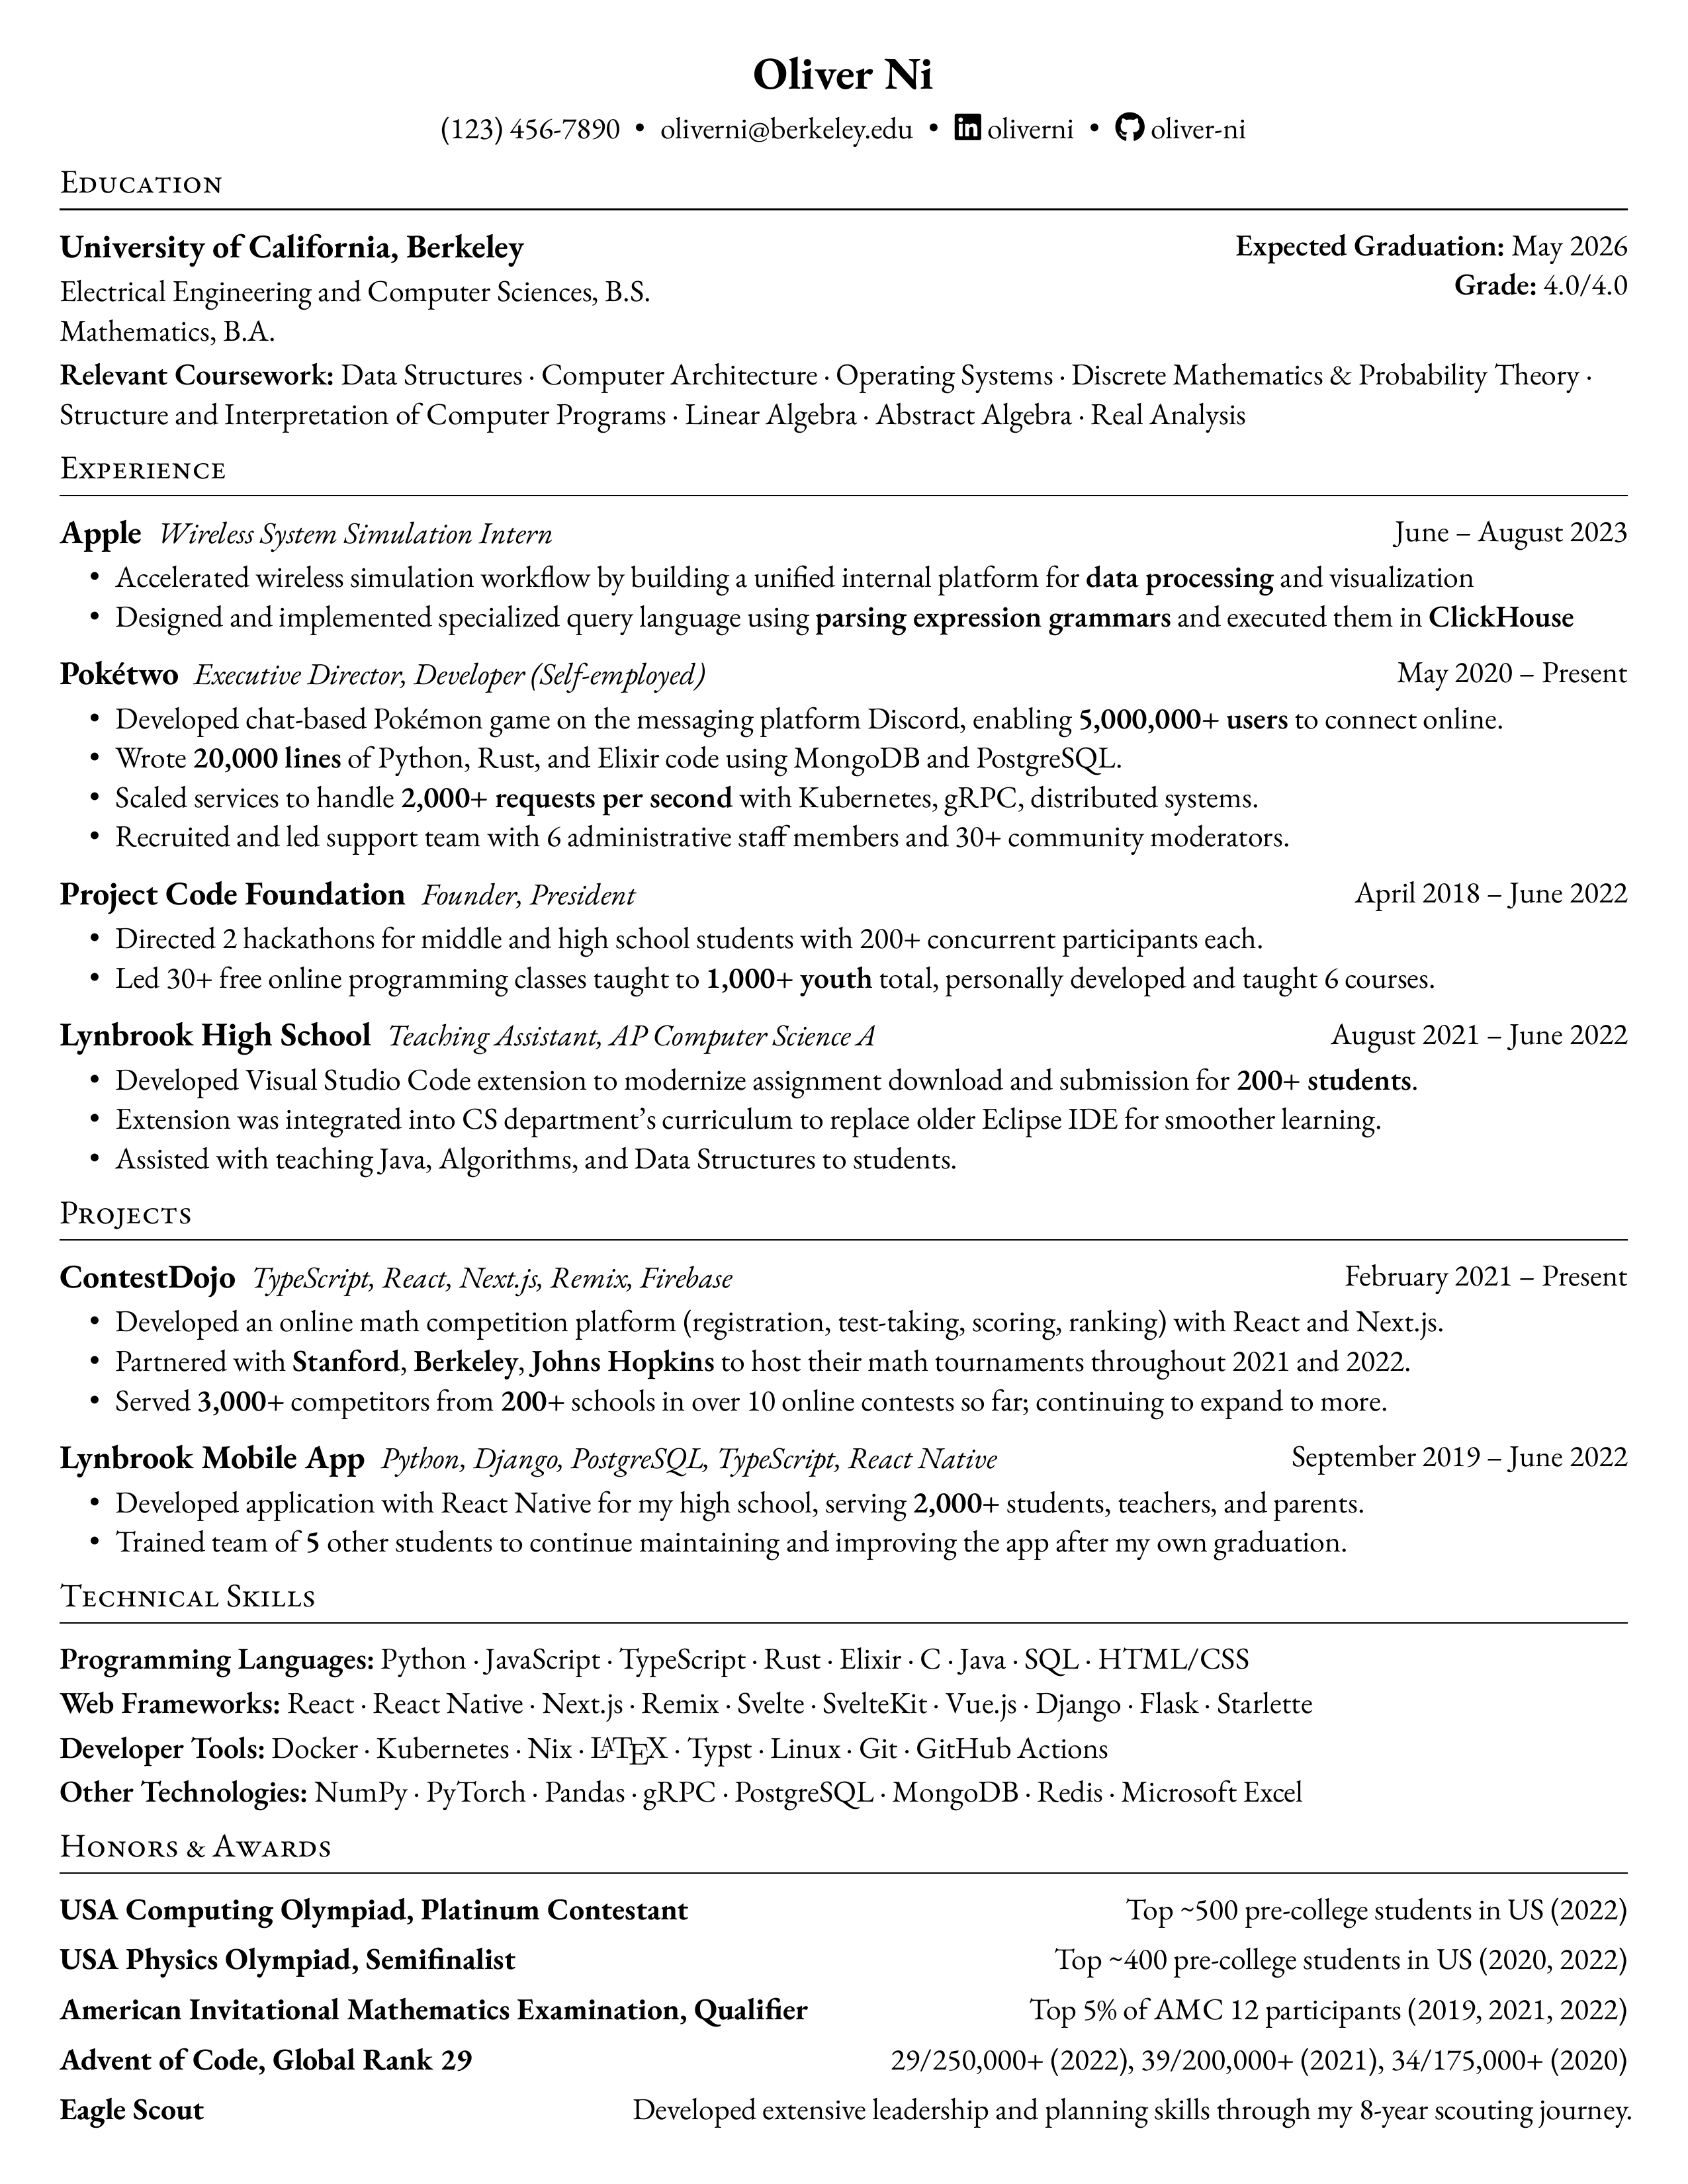 Oliver Ni
(123) 456-7890 • oliverni@berkeley.edu • in oliverni • oliver-ni
Education
University of California, Berkeley Expected Graduation: May 2026
Electrical Engineering and Computer Sciences, B.S. Grade: 4.0/4.0
Mathematics, B.A.
Relevant Coursework: Data Structures · Computer Architecture · Operating Systems · Discrete Mathematics & Probability Theory ·
Structure and Interpretation of Computer Programs · Linear Algebra · Abstract Algebra · Real Analysis
Experience
Apple Wireless System Simulation Intern June – August 2023
• Accelerated wireless simulation workflow by building a unified internal platform for data processing and visualization
• Designed and implemented specialized query language using parsing expression grammars and executed them in ClickHouse
Pokétwo Executive Director, Developer (Self-employed) May 2020 – Present
• Developed chat-based Pokémon game on the messaging platform Discord, enabling 5,000,000+ users to connect online.
• Wrote 20,000 lines of Python, Rust, and Elixir code using MongoDB and PostgreSQL.
• Scaled services to handle 2,000+ requests per second with Kubernetes, gRPC, distributed systems.
• Recruited and led support team with 6 administrative staff members and 30+ community moderators.
Project Code Foundation Founder, President April 2018 – June 2022
• Directed 2 hackathons for middle and high school students with 200+ concurrent participants each.
• Led 30+ free online programming classes taught to 1,000+ youth total, personally developed and taught 6 courses.
Lynbrook High School Teaching Assistant, AP Computer Science A August 2021 – June 2022
• Developed Visual Studio Code extension to modernize assignment download and submission for 200+ students.
• Extension was integrated into CS department’s curriculum to replace older Eclipse IDE for smoother learning.
• Assisted with teaching Java, Algorithms, and Data Structures to students.
Projects
ContestDojo TypeScript, React, Next.js, Remix, Firebase February 2021 – Present
• Developed an online math competition platform (registration, test-taking, scoring, ranking) with React and Next.js.
• Partnered with Stanford, Berkeley, Johns Hopkins to host their math tournaments throughout 2021 and 2022.
• Served 3,000+ competitors from 200+ schools in over 10 online contests so far; continuing to expand to more.
Lynbrook Mobile App Python, Django, PostgreSQL, TypeScript, React Native September 2019 – June 2022
• Developed application with React Native for my high school, serving 2,000+ students, teachers, and parents.
• Trained team of 5 other students to continue maintaining and improving the app after my own graduation.
Technical Skills
Programming Languages: Python · JavaScript · TypeScript · Rust · Elixir · C · Java · SQL · HTML/CSS
Web Frameworks: React · React Native · Next.js · Remix · Svelte · SvelteKit · Vue.js · Django · Flask · Starlette
Developer Tools: Docker · Kubernetes · Nix · LATEX · Typst · Linux · Git · GitHub Actions
Other Technologies: NumPy · PyTorch · Pandas · gRPC · PostgreSQL · MongoDB · Redis · Microsoft Excel
Honors & Awards
USA Computing Olympiad, Platinum Contestant Top ~500 pre-college students in US (2022)
USA Physics Olympiad, Semifinalist Top ~400 pre-college students in US (2020, 2022)
American Invitational Mathematics Examination, Qualifier Top 5% of AMC 12 participants (2019, 2021, 2022)
Advent of Code, Global Rank 29 29/250,000+ (2022), 39/200,000+ (2021), 34/175,000+ (2020)
Eagle Scout Developed extensive leadership and planning skills through my 8-year scouting journey.